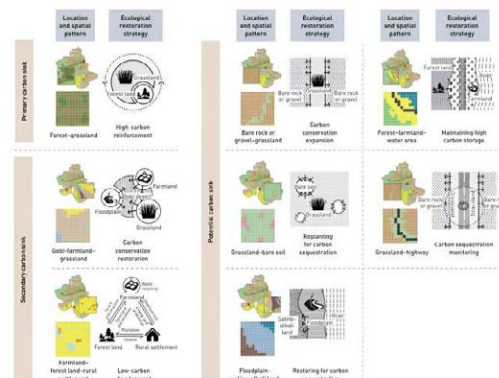 Location and spatial pattern
Ecological restoration strategy
Location and spatial pattern
Ecological restoration strategy
Location and spatial pattern
Ecological restoration strategy
Primary carbon sink
Grassland
Forest land
Forest-grassland
High-carbon reinforcement
Secondary carbon sink
Farmland
Floodplain
Grassland
Gobi-farmland-grassland
Carbon conservation restoration
Farmland
Forest land
Rural settlement
Farmland-
forest land-rural
Low-carbon
Potential carbon sink
Bare rock or gravel
Grassland
Bare rock or gravel
Bare rock or gravel-grassland
Carbon conservation expansion
Forest land
River
Farmland
Forest-farmland-water area
Maintaining high carbon storage
Bare soil
Grassland
Grassland-bare soil
Replanting for carbon sequestration
Bare rock or gravel
Grassland-highway
Carbon sequestration monitoring
Saline-alkali land
Floodplain
River
Floodplain-
Restoring for carbon